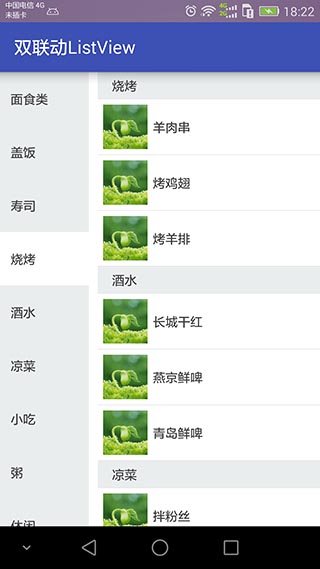 中国电信 4G
未插卡
4G
2G
18:22
双联动ListView
面食类
盖饭
寿司
烧烤
酒水
凉菜
小吃
粥
休闲
烧烤
羊肉串
烤鸡翅
烤羊排
酒水
长城干红
燕京鲜啤
青岛鲜啤
凉菜
拌粉丝